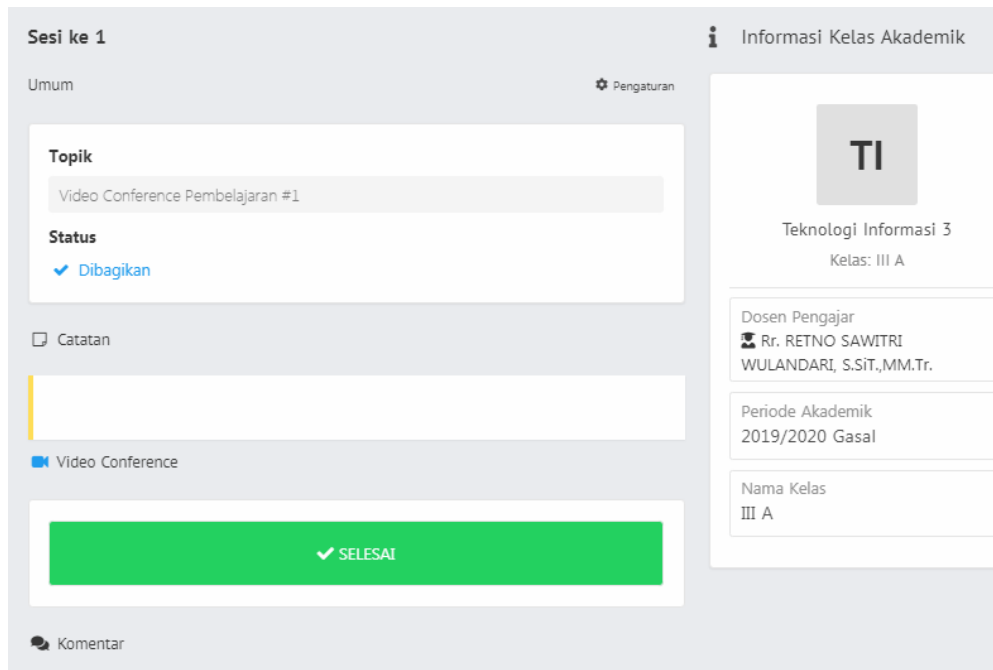 Sesi ke 1
Umum
Pengaturan
Topik
Video Conference Pembelajaran #1
Status
Dibagikan
Catatan
Video Conference
SELESAI
Komentar
Informasi Kelas Akademik
TI
Teknologi Informasi 3
Kelas: III A
Dosen Pengajar
Rr. RETNO SAWITRI
WULANDARI, S.SiT.,MM.Tr.
Periode Akademik
2019/2020 Gasal
Nama Kelas
III A